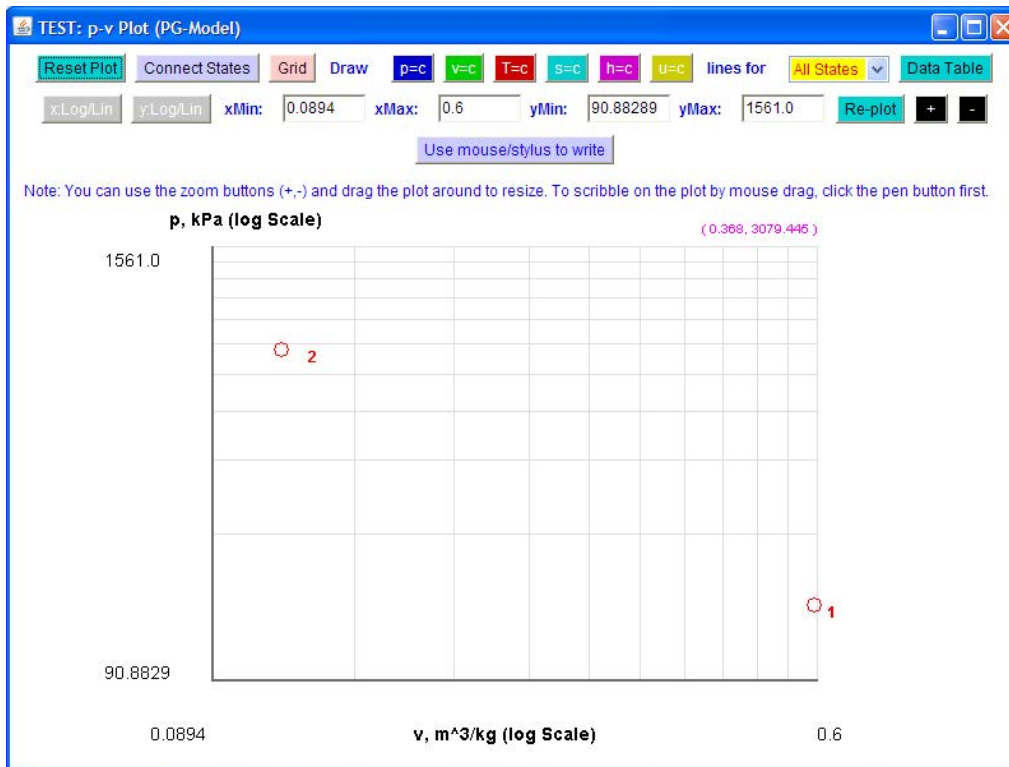 TEST: p-v Plot (PG-Model)
Reset Plot Connect States Grid Draw p=c v=c T=c s=c h=c u=c lines for All States Data Table
x:Log/Lin y:Log/Lin xMin: 0.0894 xMax: 0.6 yMin: 90.88289 yMax: 1561.0 Re-plot + -
Use mouse/stylus to write
Note: You can use the zoom buttons (+,-) and drag the plot around to resize. To scribble on the plot by mouse drag, click the pen button first.
p, kPa (log Scale)
( 0.368, 3079.445 )
1561.0
2
1
90.8829
0.0894 v, m^3/kg (log Scale) 0.6